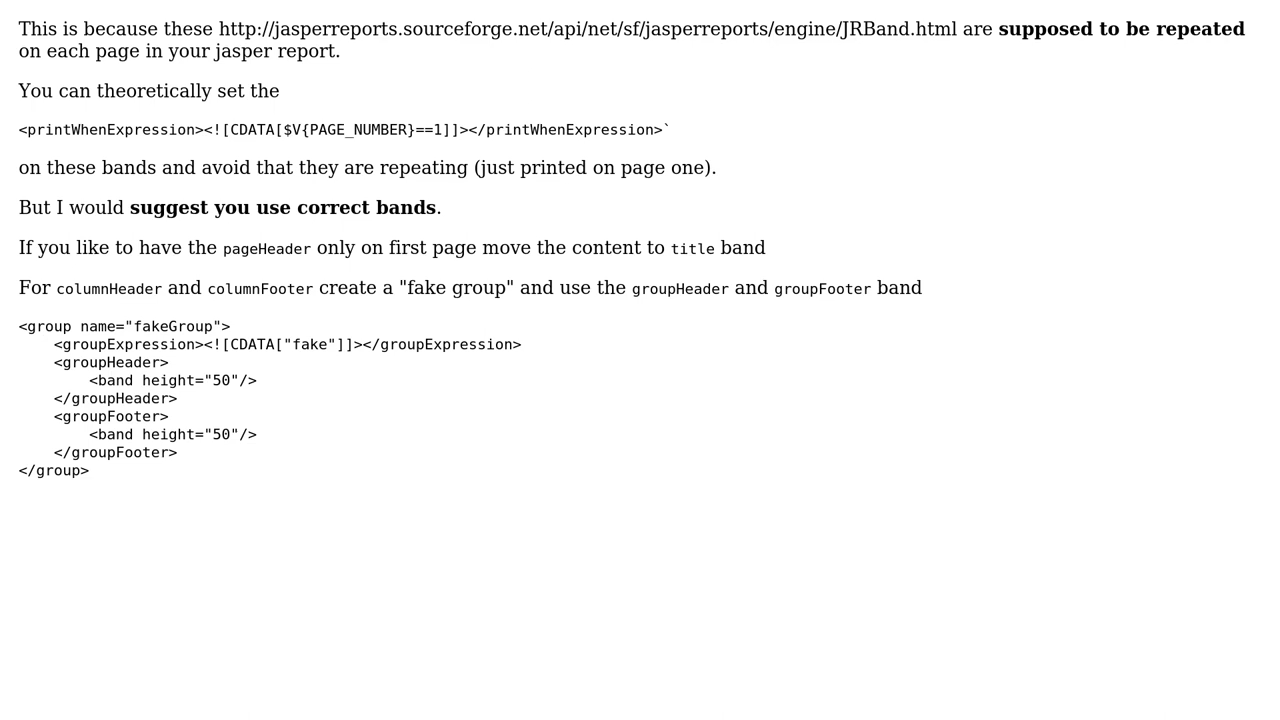 This is because these http://jasperreports.sourceforge.net/api/net/sf/jasperreports/engine/JRBand.html are supposed to be repeated
on each page in your jasper report.
You can theoretically set the
<printWhenExpression><![CDATA[$V{PAGE_NUMBER}==1]]></printWhenExpression>`
on these bands and avoid that they are repeating (just printed on page one).
But I would suggest you use correct bands.
If you like to have the pageHeader only on first page move the content to title band
For columnHeader and columnFooter create a "fake group" and use the groupHeader and groupFooter band
<group name="fakeGroup">
    <groupExpression><![CDATA["fake"]]></groupExpression>
    <groupHeader>
        <band height="50"/>
    </groupHeader>
    <groupFooter>
        <band height="50"/>
    </groupFooter>
</group>